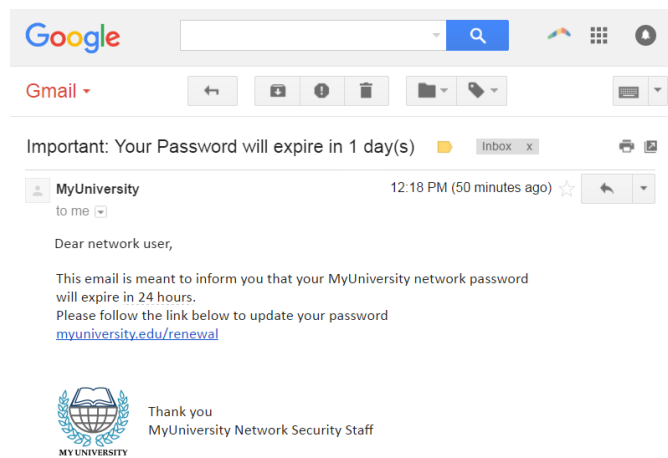 Google
Gmail
Important: Your Password will expire in 1 day(s)
Inbox x
MyUniversity
12:18 PM (50 minutes ago)
to me
Dear network user,
This email is meant to inform you that your MyUniversity network password
will expire in 24 hours.
Please follow the link below to update your password
myuniversity.edu/renewal
Thank you
MyUniversity Network Security Staff
MY UNIVERSITY